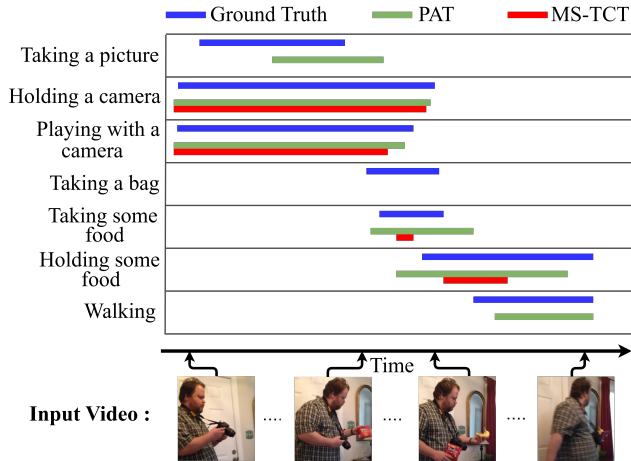 Ground Truth PAT MS-TCT
Taking a picture
Holding a camera
Playing with a
camera
Taking a bag
Taking some
food
Holding some
food
Walking
Time
Input Video :
.... .... ....